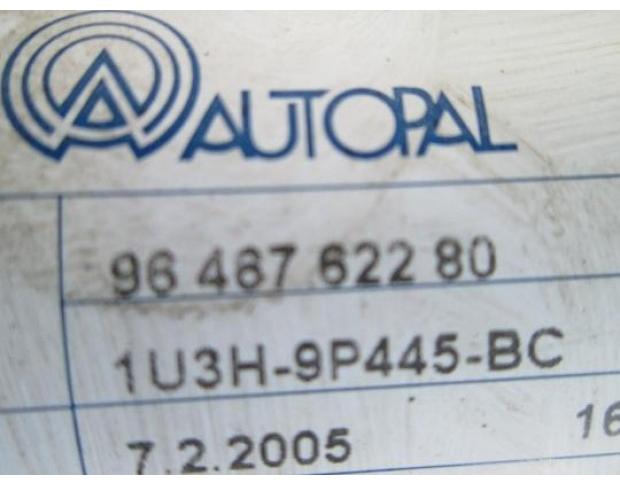 AUTOPAL
96 467 622 80
1U3H-9P445-BC
7.2.2005 16